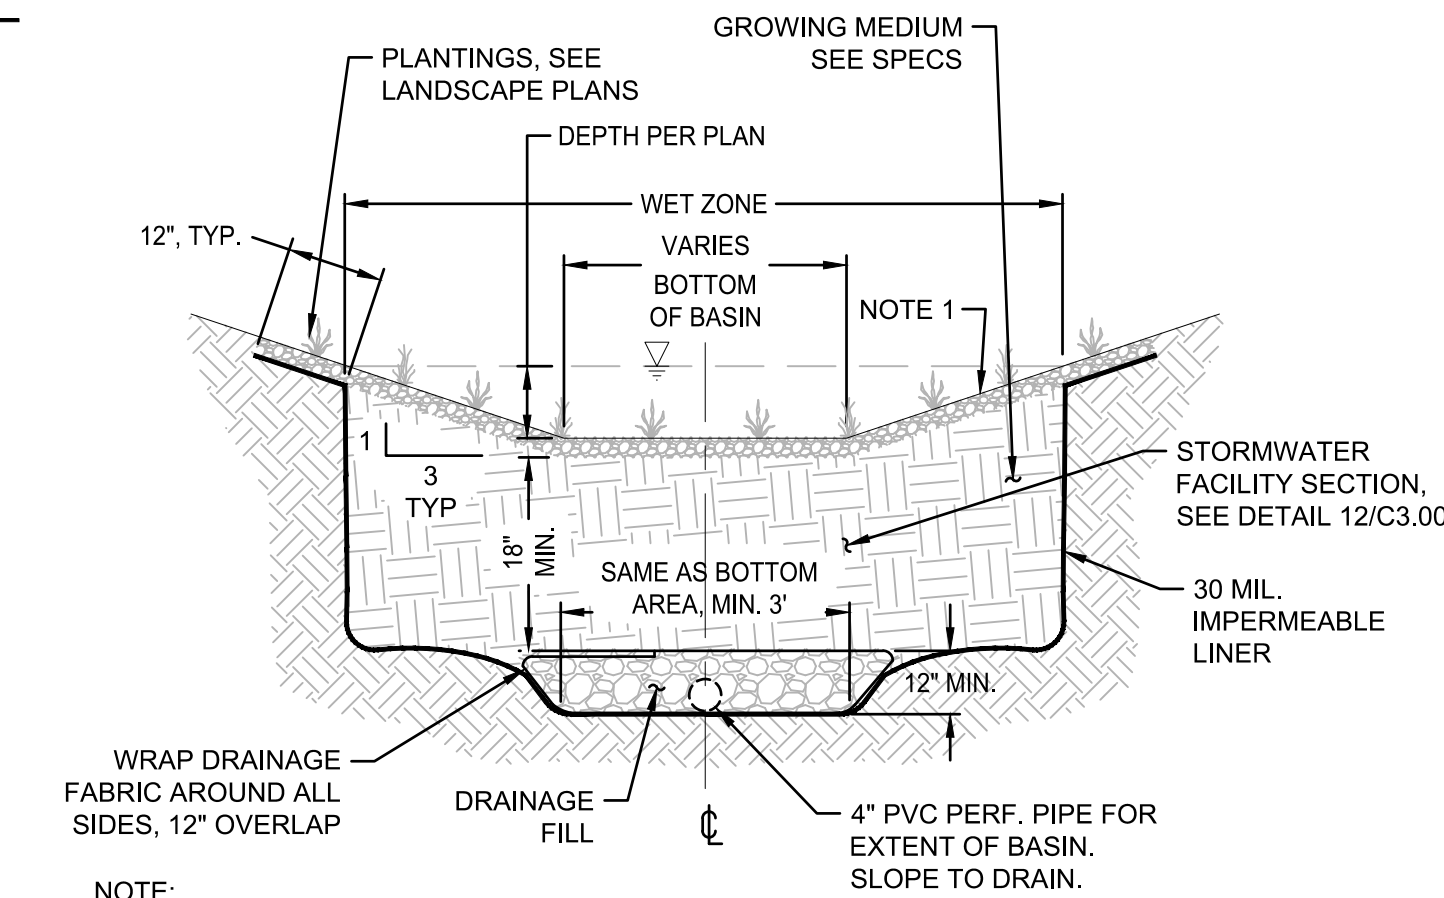 GROWING MEDIUM
SEE SPECS
PLANTINGS, SEE
LANDSCAPE PLANS
DEPTH PER PLAN
WET ZONE
12", TYP.
VARIES
BOTTOM
OF BASIN
NOTE 1
1
3
TYP
18"
MIN.
STORMWATER
FACILITY SECTION,
SEE DETAIL 12/C3.00
SAME AS BOTTOM
AREA, MIN. 3'
30 MIL.
IMPERMEABLE
LINER
12" MIN.
WRAP DRAINAGE
FABRIC AROUND ALL
SIDES, 12" OVERLAP
DRAINAGE
FILL
℄
4" PVC PERF. PIPE FOR
EXTENT OF BASIN.
SLOPE TO DRAIN.
NOTE: